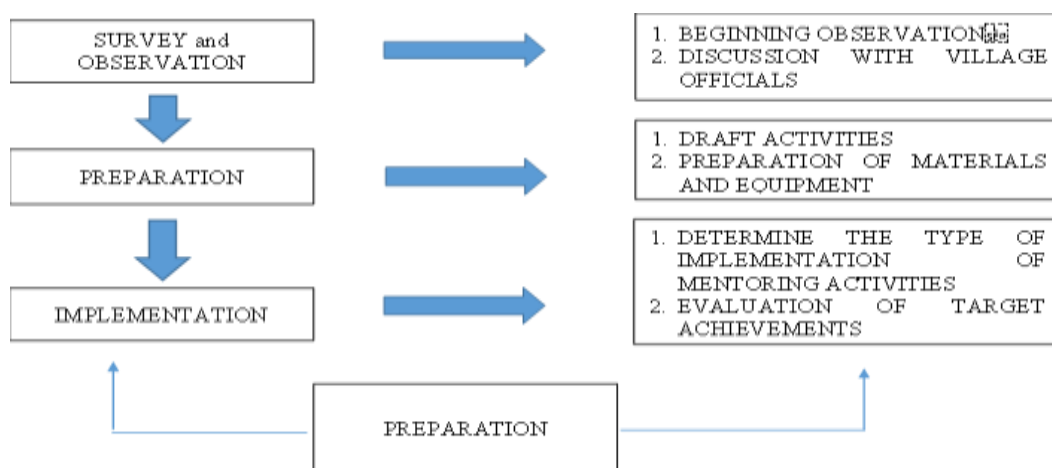 SURVEY and
OBSERVATION
1. BEGINNING OBSERVATION
2. DISCUSSION WITH VILLAGE
OFFICIALS
PREPARATION
1. DRAFT ACTIVITIES
2. PREPARATION OF MATERIALS
AND EQUIPMENT
IMPLEMENTATION
1. DETERMINE THE TYPE OF
IMPLEMENTATION OF
MENTORING ACTIVITIES
2. EVALUATION OF TARGET
ACHIEVEMENTS
PREPARATION